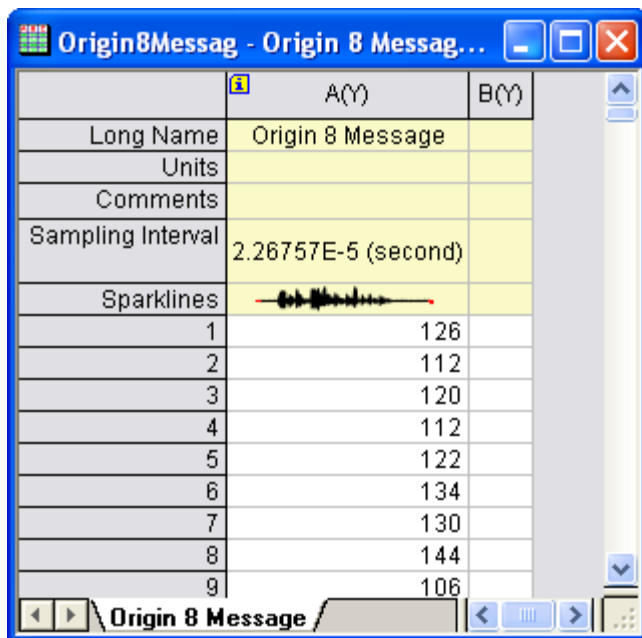 Origin8Messag - Origin 8 Messag...
A(Y) B(Y)
Long Name Origin 8 Message
Units
Comments
Sampling Interval 2.26757E-5 (second)
Sparklines
1 126
2 112
3 120
4 112
5 122
6 134
7 130
8 144
9 106
Origin 8 Message